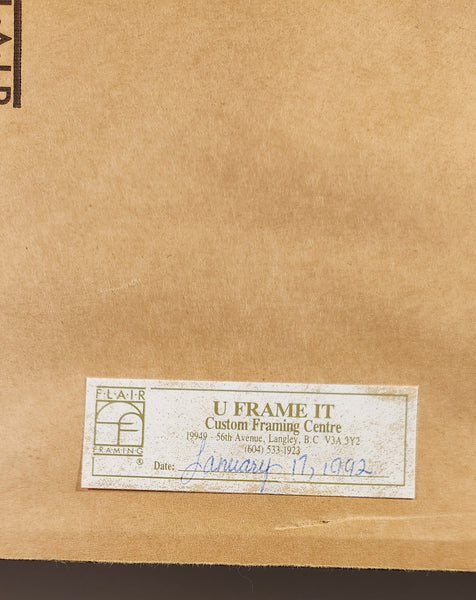 FLAIR
FLAIR
FRAMING
®
U FRAME IT
Custom Framing Centre
19949 - 56th Avenue, Langley, B.C V3A 3Y2
(604) 533-1923
Date: January 17, 1992